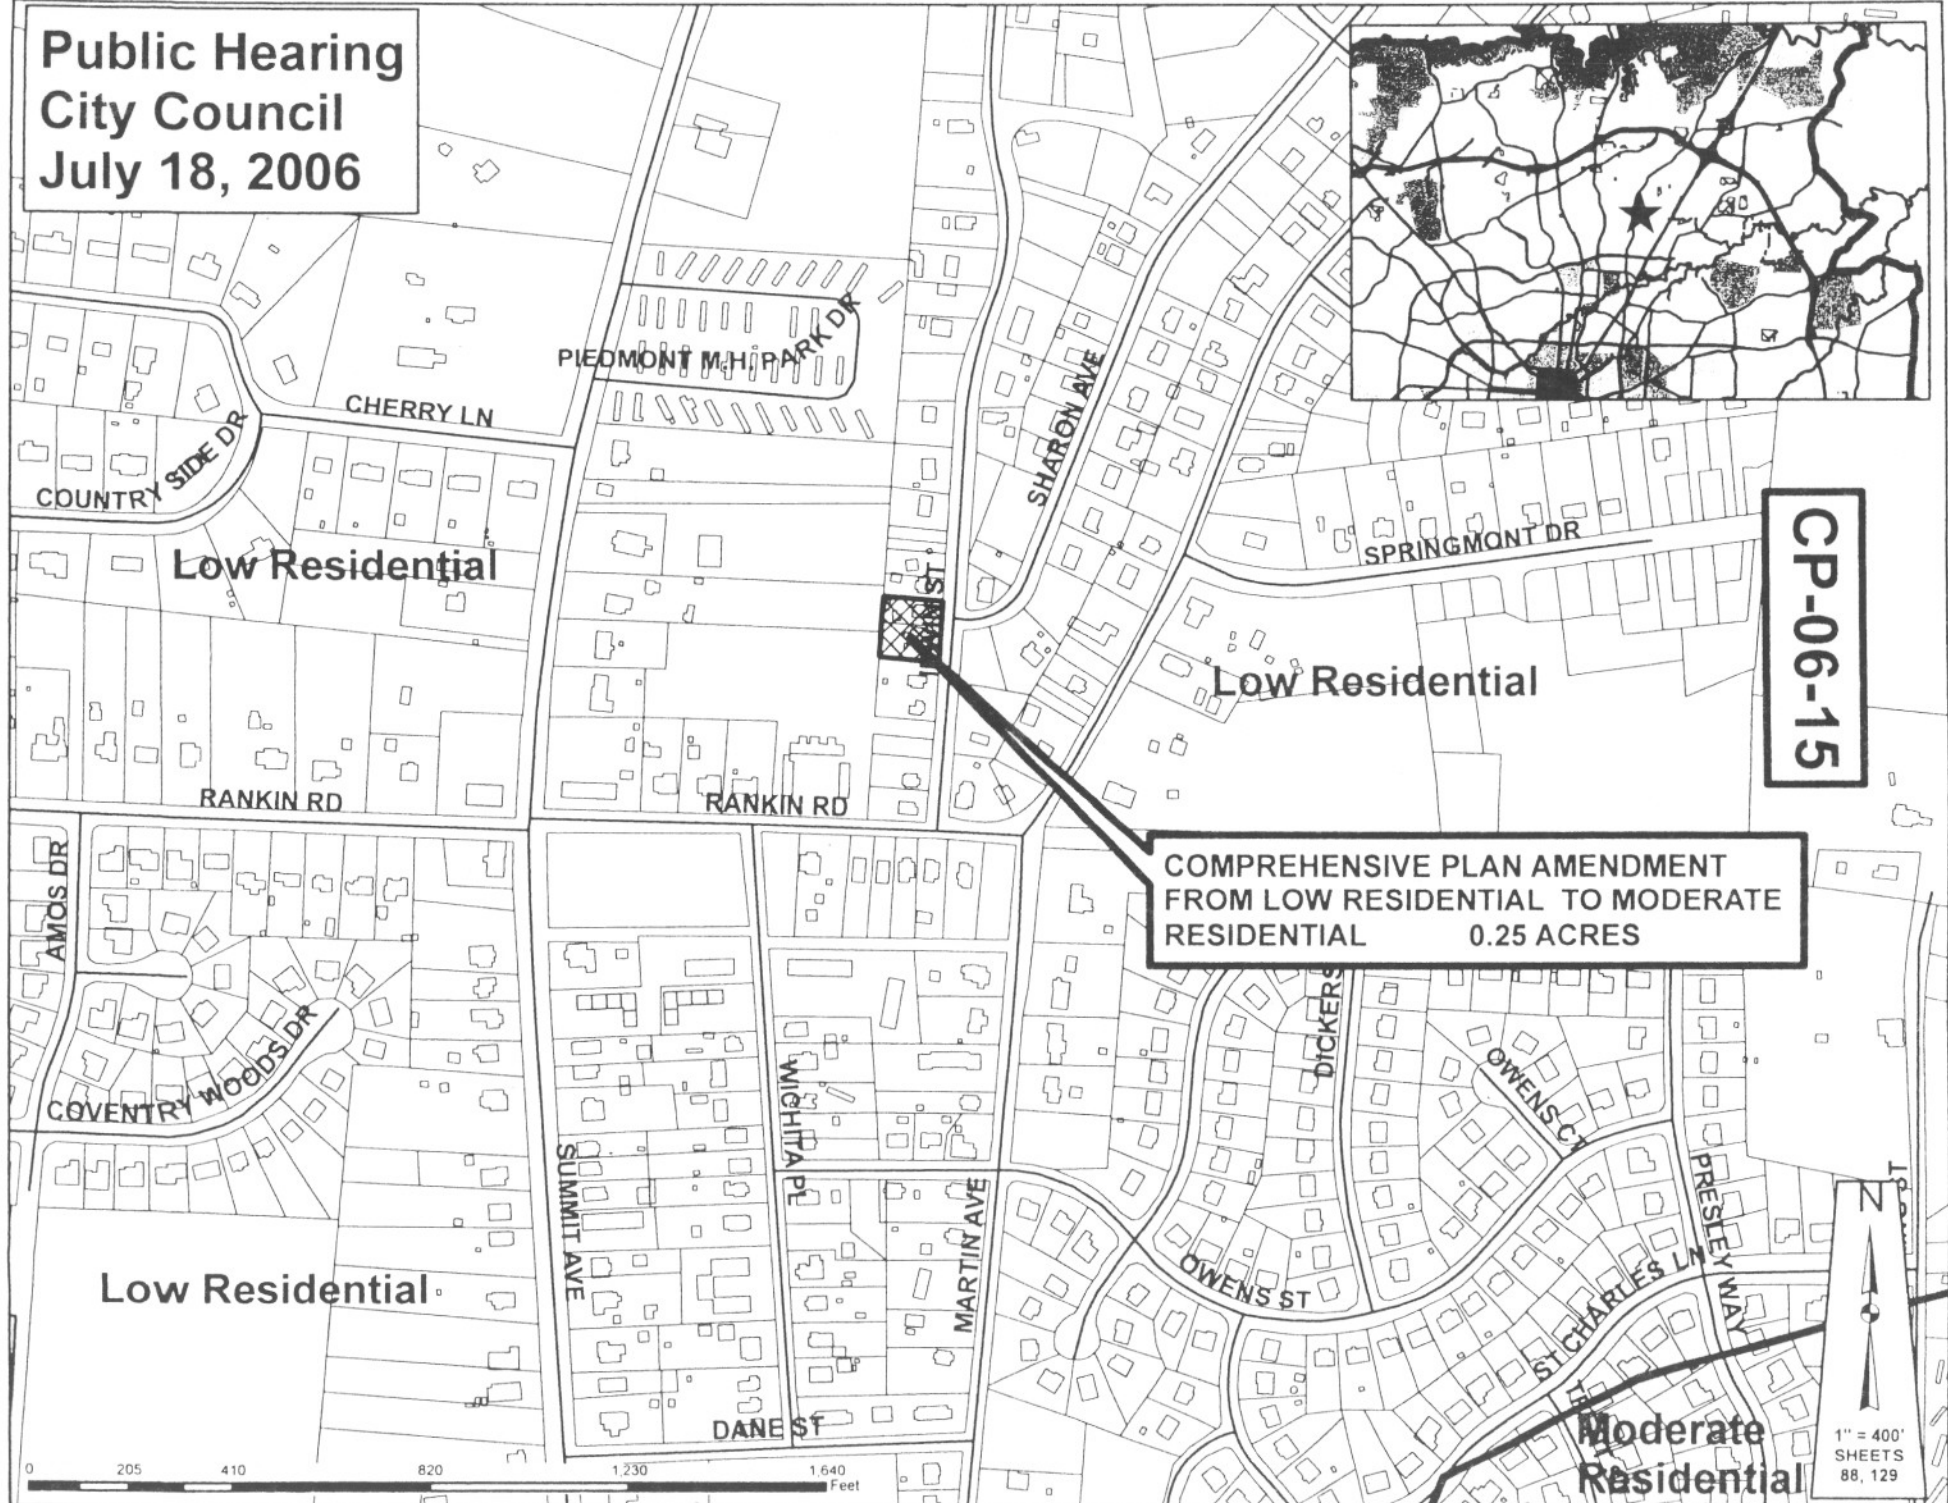 Public Hearing
City Council
July 18, 2006
PIEDMONT M.H. PARK DR
CHERRY LN
SHARON AVE
COUNTRY SIDE DR
SPRINGMONT DR
CP-06-15
Low Residential
Low Residential
RANKIN RD
RANKIN RD
COMPREHENSIVE PLAN AMENDMENT
FROM LOW RESIDENTIAL TO MODERATE
RESIDENTIAL 0.25 ACRES
AMOS DR
DICKERS
COVENTRY WOODS DR
OWENS CT
WICHITA PL
SUMMIT AVE
MARTIN AVE
PRESLEY WAY
ST
N
Low Residential
OWENS ST
ST CHARLES LN
DANE ST
Moderate
Residential
1" = 400'
SHEETS
88, 129
0 205 410 820 1,230 1,640
Feet